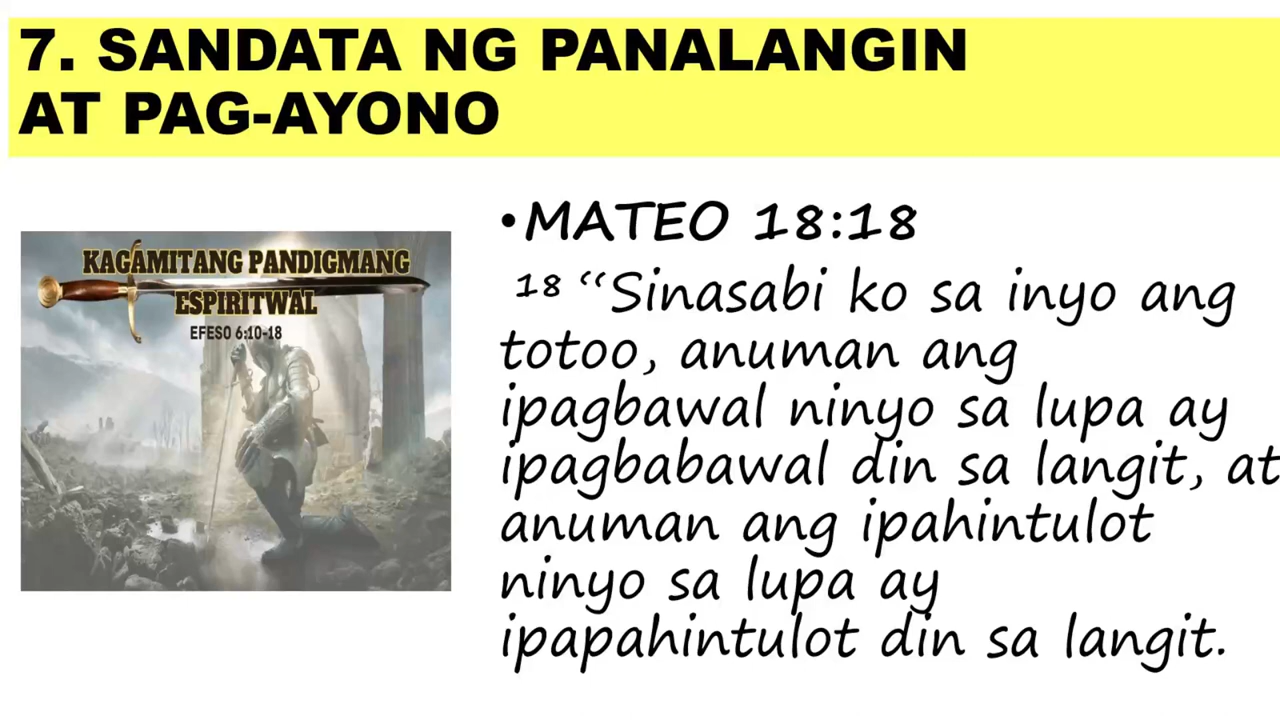 7. SANDATA NG PANALANGIN
AT PAG-AYONO
KAGAMITANG PANDIGMANG
ESPIRITWAL
EFESO 6:10-18
•MATEO 18:18
18 “Sinasabi ko sa inyo ang
totoo, anuman ang
ipagbawal ninyo sa lupa ay
ipagbabawal din sa langit, at
anuman ang ipahintulot
ninyo sa lupa ay
ipapahintulot din sa langit.